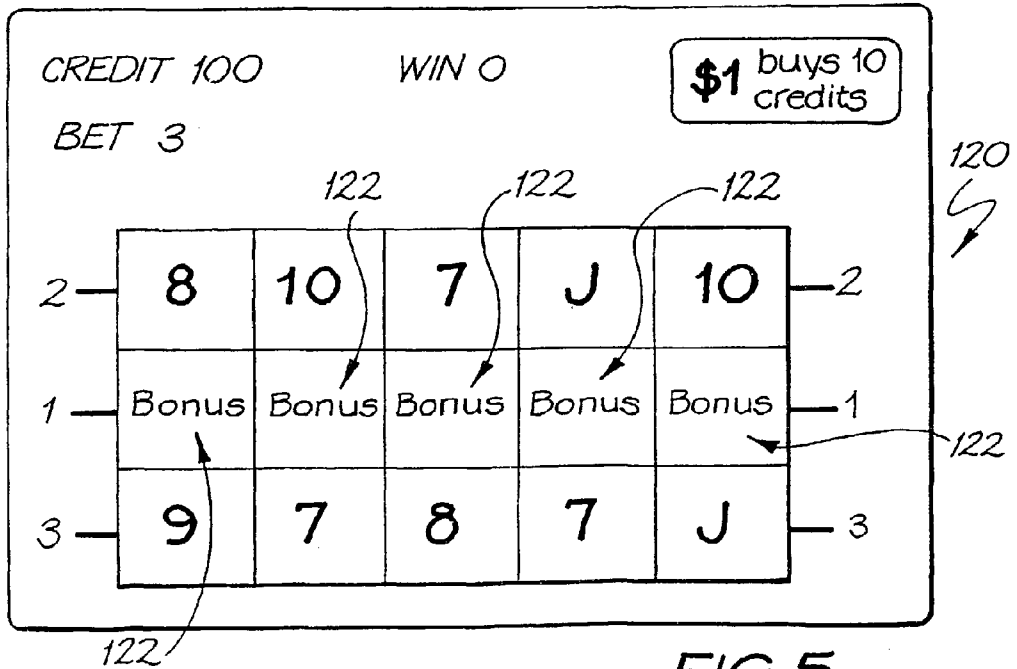 CREDIT 100 WIN 0 $1 buys 10 credits
BET 3
120
122 122 122
2 8 10 7 J 10 2
1 Bonus Bonus Bonus Bonus Bonus 1
122
3 9 7 8 7 J 3
122
FIG.5